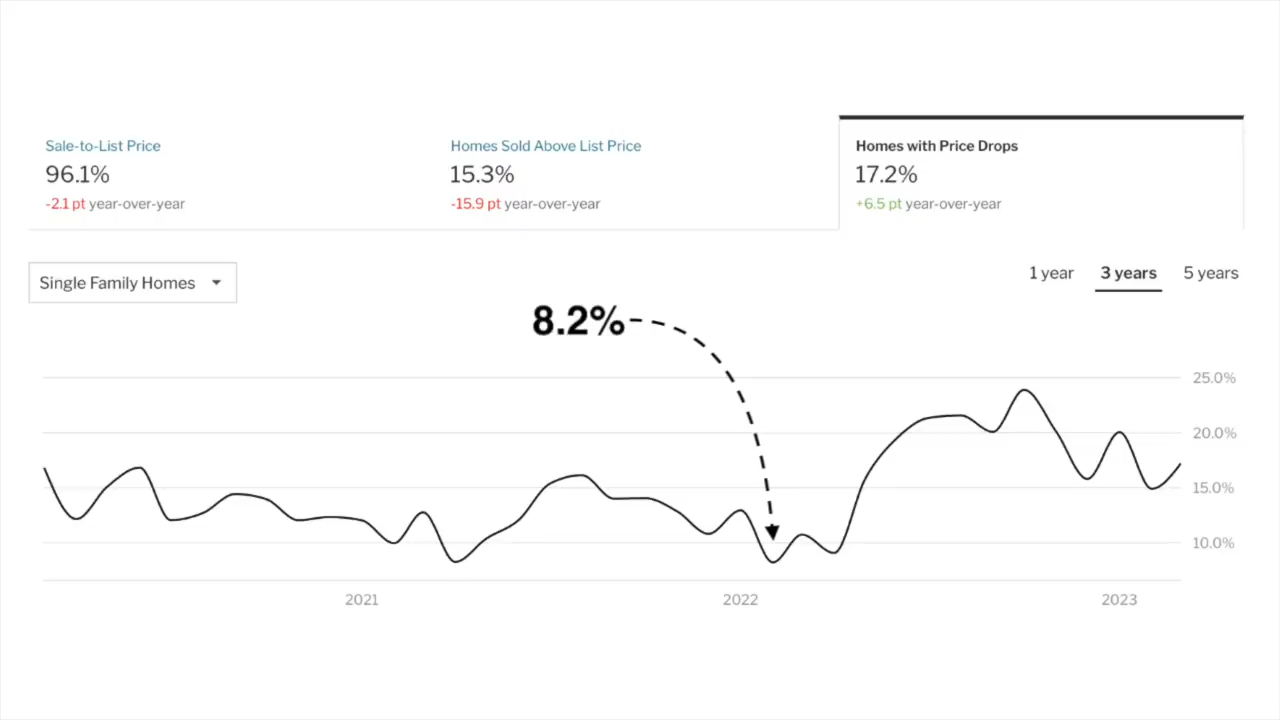 Sale-to-List Price
96.1%
-2.1 pt year-over-year
Homes Sold Above List Price
15.3%
-15.9 pt year-over-year
Homes with Price Drops
17.2%
+6.5 pt year-over-year
Single Family Homes
1 year
3 years
5 years
8.2%
25.0%
20.0%
15.0%
10.0%
2021
2022
2023